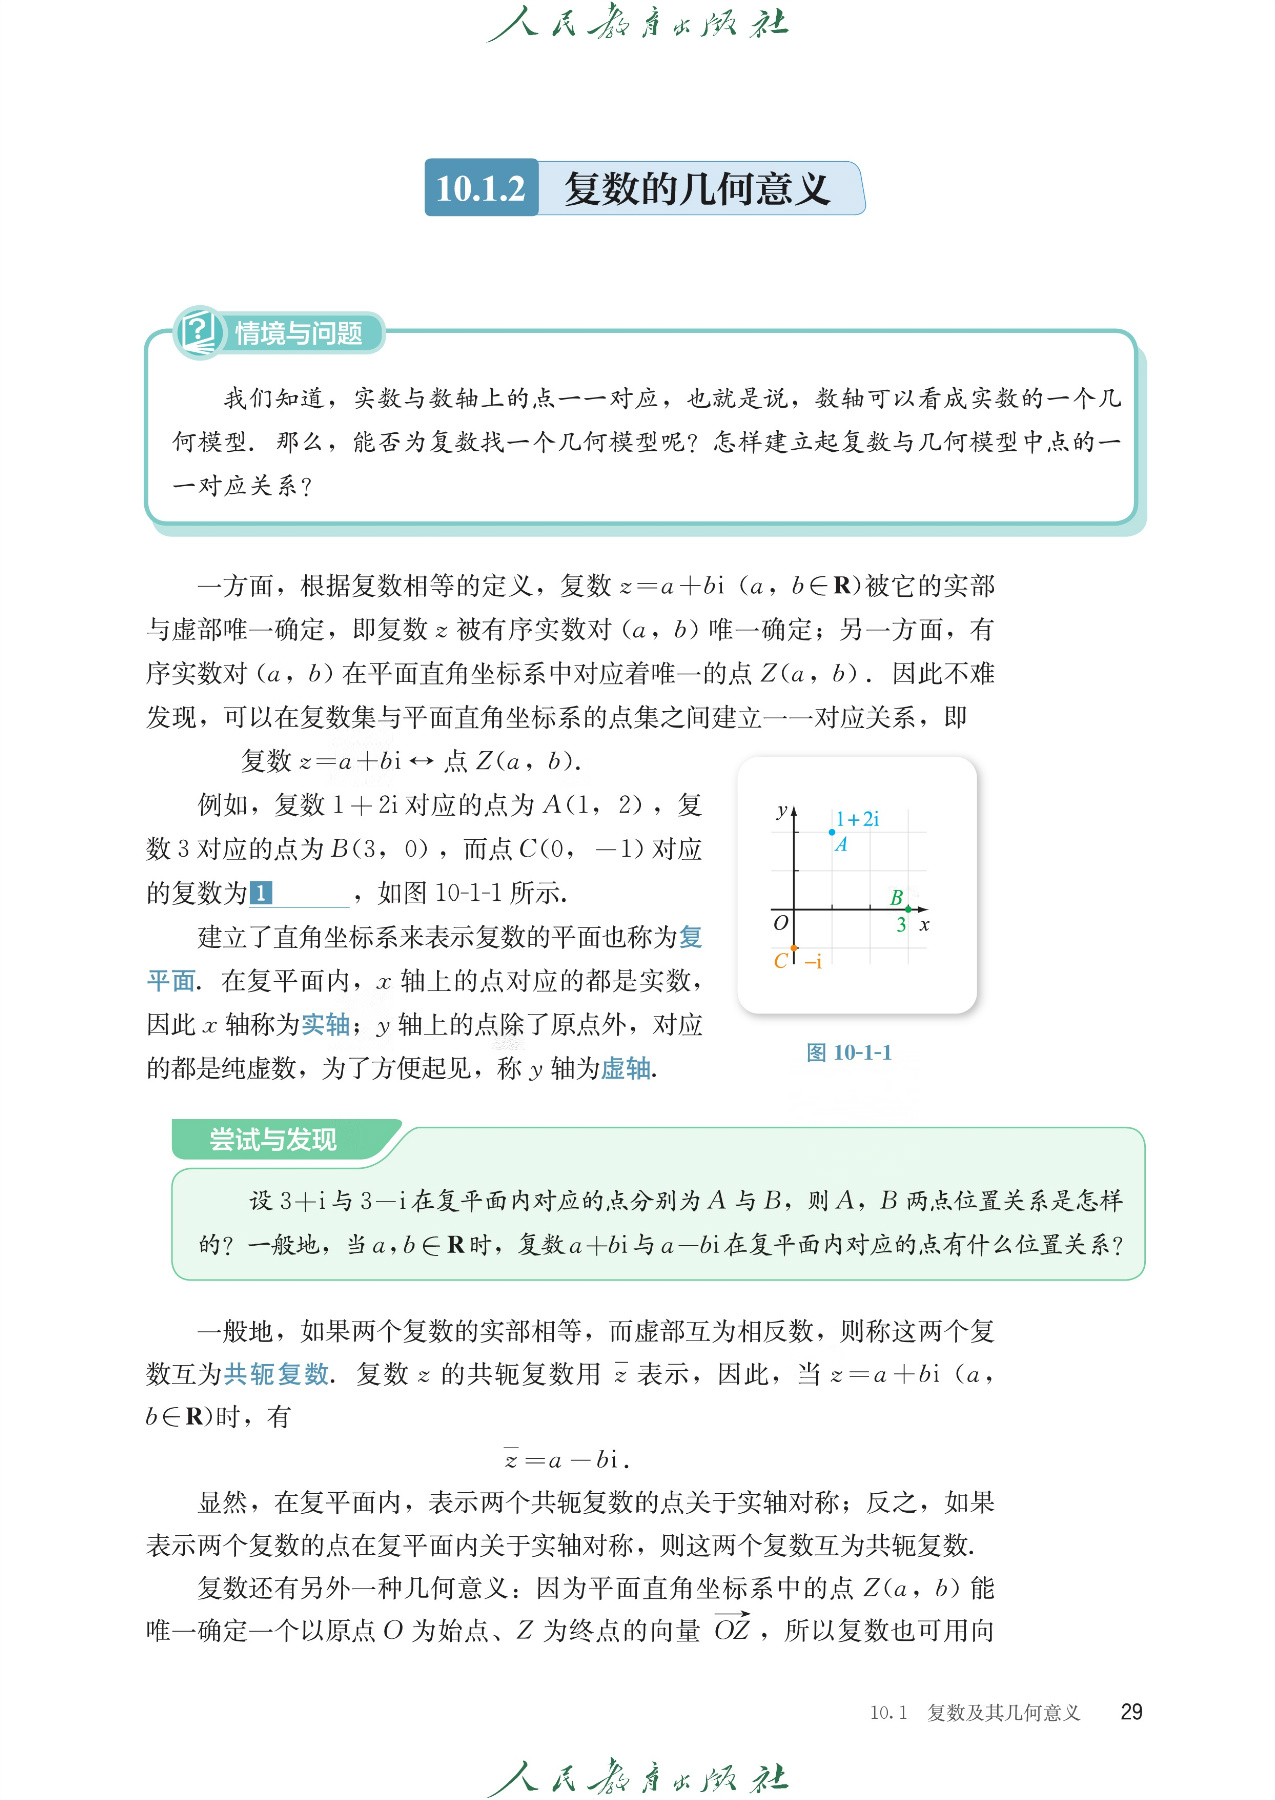 人民教育出版社
10.1.2 复数的几何意义
情境与问题
我们知道，实数与数轴上的点一一对应，也就是说，数轴可以看成实数的一个几
何模型．那么，能否为复数找一个几何模型呢？怎样建立起复数与几何模型中点的一
一对应关系？
一方面，根据复数相等的定义，复数 z=a+bi（a，b∈R)被它的实部
与虚部唯一确定，即复数 z 被有序实数对（a，b）唯一确定；另一方面，有
序实数对（a，b）在平面直角坐标系中对应着唯一的点 Z(a，b)．因此不难
发现，可以在复数集与平面直角坐标系的点集之间建立一一对应关系，即
复数 z=a+bi↔点 Z(a，b)．
例如，复数 1+2i 对应的点为 A(1，2)，复
数 3 对应的点为 B(3，0)，而点 C(0，-1) 对应
的复数为 1 ______，如图 10-1-1 所示．
建立了直角坐标系来表示复数的平面也称为复
平面．在复平面内，x 轴上的点对应的都是实数，
因此 x 轴称为实轴；y 轴上的点除了原点外，对应
的都是纯虚数，为了方便起见，称 y 轴为虚轴．
y
1+2i
A
B
O
3
x
C
-i
图 10-1-1
尝试与发现
设 3+i 与 3-i 在复平面内对应的点分别为 A 与 B，则 A，B 两点位置关系是怎样
的？一般地，当 a,b∈R 时，复数 a+bi 与 a-bi 在复平面内对应的点有什么位置关系？
一般地，如果两个复数的实部相等，而虚部互为相反数，则称这两个复
数互为共轭复数．复数 z 的共轭复数用 z̅ 表示，因此，当 z=a+bi（a，
b∈R)时，有
z̅=a-bi．
显然，在复平面内，表示两个共轭复数的点关于实轴对称；反之，如果
表示两个复数的点在复平面内关于实轴对称，则这两个复数互为共轭复数．
复数还有另外一种几何意义：因为平面直角坐标系中的点 Z(a，b) 能
唯一确定一个以原点 O 为始点、Z 为终点的向量 OZ⃗，所以复数也可用向
10.1 复数及其几何意义 29
人民教育出版社